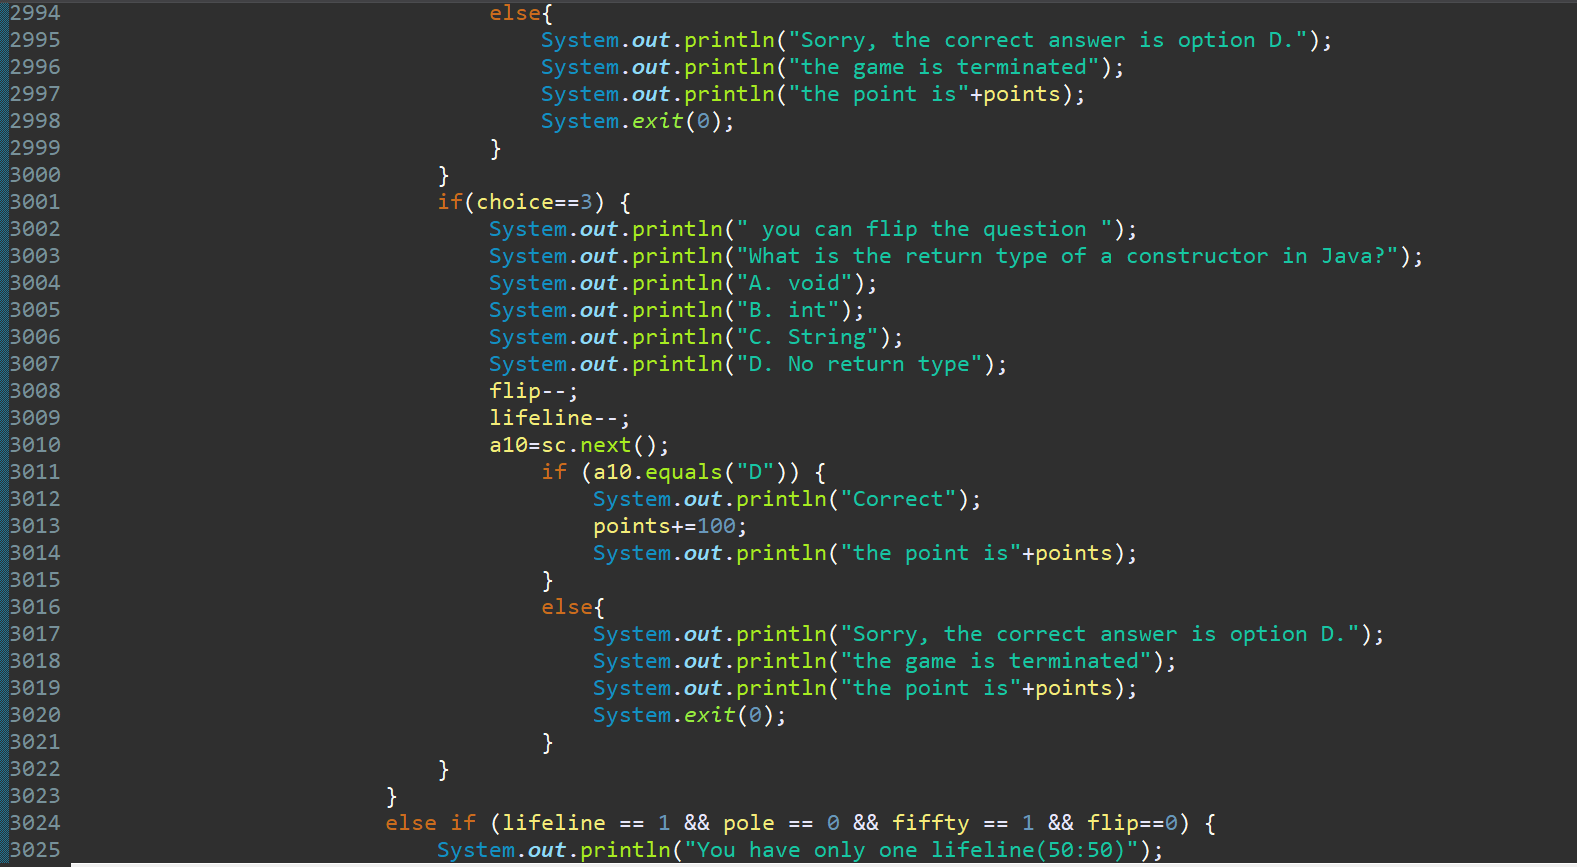 2994 else{
2995 System.out.println("Sorry, the correct answer is option D.");
2996 System.out.println("the game is terminated");
2997 System.out.println("the point is"+points);
2998 System.exit(0);
2999 }
3000 }
3001 if(choice==3) {
3002 System.out.println(" you can flip the question ");
3003 System.out.println("What is the return type of a constructor in Java?");
3004 System.out.println("A. void");
3005 System.out.println("B. int");
3006 System.out.println("C. String");
3007 System.out.println("D. No return type");
3008 flip--;
3009 lifeline--;
3010 a10=sc.next();
3011 if (a10.equals("D")) {
3012 System.out.println("Correct");
3013 points+=100;
3014 System.out.println("the point is"+points);
3015 }
3016 else{
3017 System.out.println("Sorry, the correct answer is option D.");
3018 System.out.println("the game is terminated");
3019 System.out.println("the point is"+points);
3020 System.exit(0);
3021 }
3022 }
3023 }
3024 else if (lifeline == 1 && pole == 0 && fiffty == 1 && flip==0) {
3025 System.out.println("You have only one lifeline(50:50)");